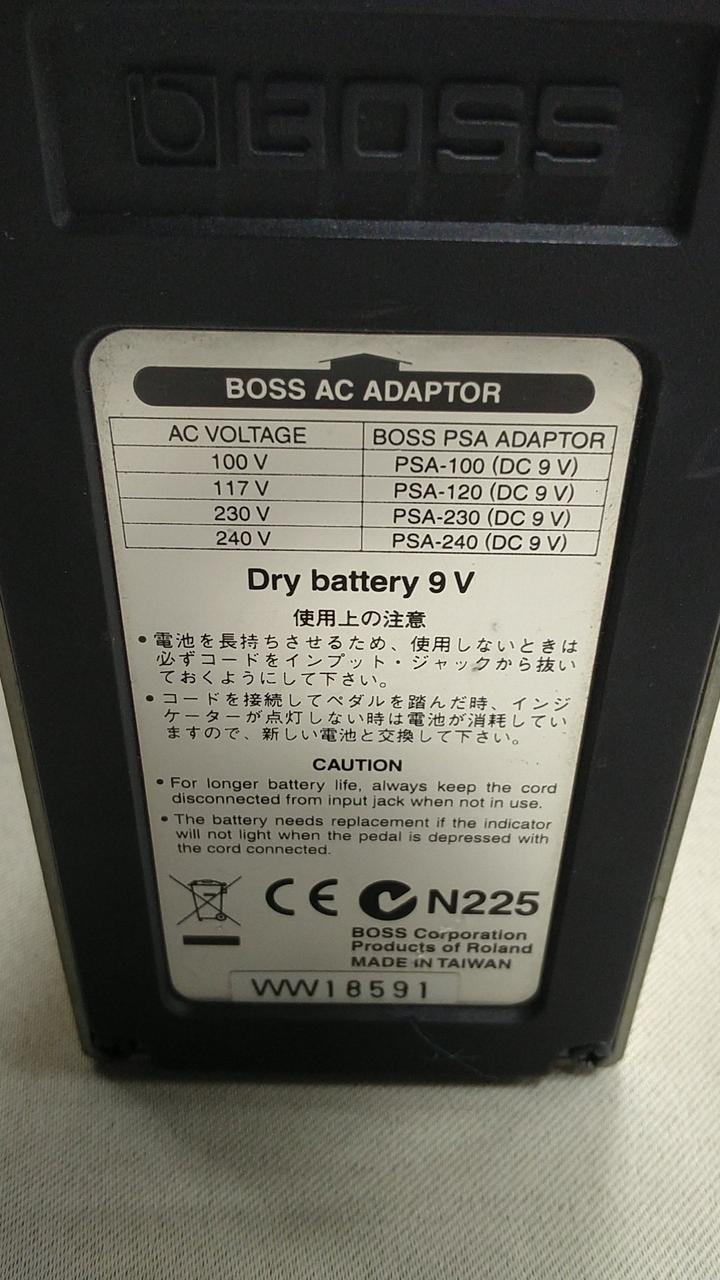 BOSS
BOSS AC ADAPTOR
AC VOLTAGE BOSS PSA ADAPTOR
100 V PSA-100 (DC 9 V)
117 V PSA-120 (DC 9 V)
230 V PSA-230 (DC 9 V)
240 V PSA-240 (DC 9 V)
Dry battery 9 V
使用上の注意
• 電池を長持ちさせるため、使用しないときは
必ずコードをインプット・ジャックから抜い
ておくようにして下さい。
• コードを接続してペダルを踏んだ時、インジ
ケーターが点灯しない時は電池が消耗してい
ますので、新しい電池と交換して下さい。
CAUTION
• For longer battery life, always keep the cord
disconnected from input jack when not in use.
• The battery needs replacement if the indicator
will not light when the pedal is depressed with
the cord connected.
CE N225
BOSS Corporation
Products of Roland
MADE IN TAIWAN
WW18591